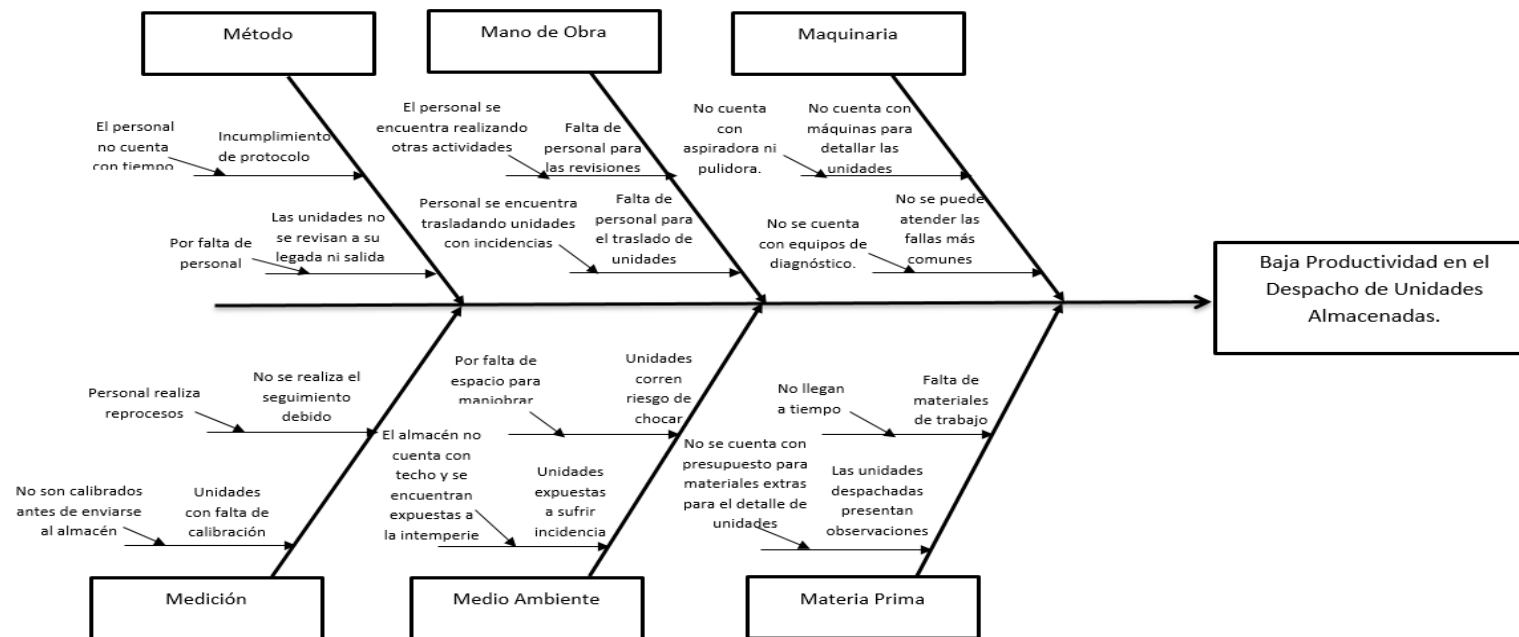 Método
Mano de Obra
Maquinaria
El personal
no cuenta
con tiempo
Incumplimiento
de protocolo
Las unidades no
se revisan a su
legada ni salida
Por falta de
personal
El personal se
encuentra realizando
otras actividades
Falta de
personal para
las revisiones
Personal se encuentra
trasladando unidades
con incidencias
Falta de
personal para
el traslado de
unidades
No cuenta
con
aspiradora ni
pulidora.
No cuenta con
máquinas para
detallar las
unidades
No se cuenta
con equipos de
diagnóstico.
No se puede
atender las
fallas más
comunes
Baja Productividad en el
Despacho de Unidades
Almacenadas.
Personal realiza
reprocesos
No se realiza el
seguimiento
debido
No son calibrados
antes de enviarse
al almacén
Unidades
con falta de
calibración
Por falta de
espacio para
maniobrar
Unidades
corren
riesgo de
chocar
El almacén no
cuenta con
techo y se
encuentran
expuestas a
la intemperie
Unidades
expuestas
a sufrir
incidencia
No llegan
a tiempo
Falta de
materiales
de trabajo
No se cuenta con
presupuesto para
materiales extras
para el detalle de
unidades
Las unidades
despachadas
presentan
observaciones
Medición
Medio Ambiente
Materia Prima